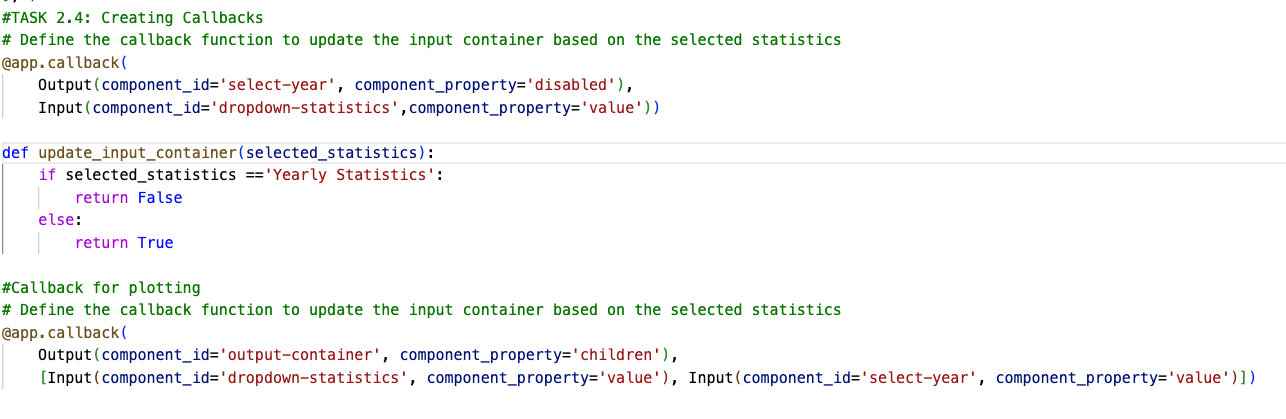 #TASK 2.4: Creating Callbacks
# Define the callback function to update the input container based on the selected statistics
@app.callback(
    Output(component_id='select-year', component_property='disabled'),
    Input(component_id='dropdown-statistics',component_property='value'))

def update_input_container(selected_statistics):
    if selected_statistics =='Yearly Statistics':
        return False
    else:
        return True

#Callback for plotting
# Define the callback function to update the input container based on the selected statistics
@app.callback(
    Output(component_id='output-container', component_property='children'),
    [Input(component_id='dropdown-statistics', component_property='value'), Input(component_id='select-year', component_property='value')])